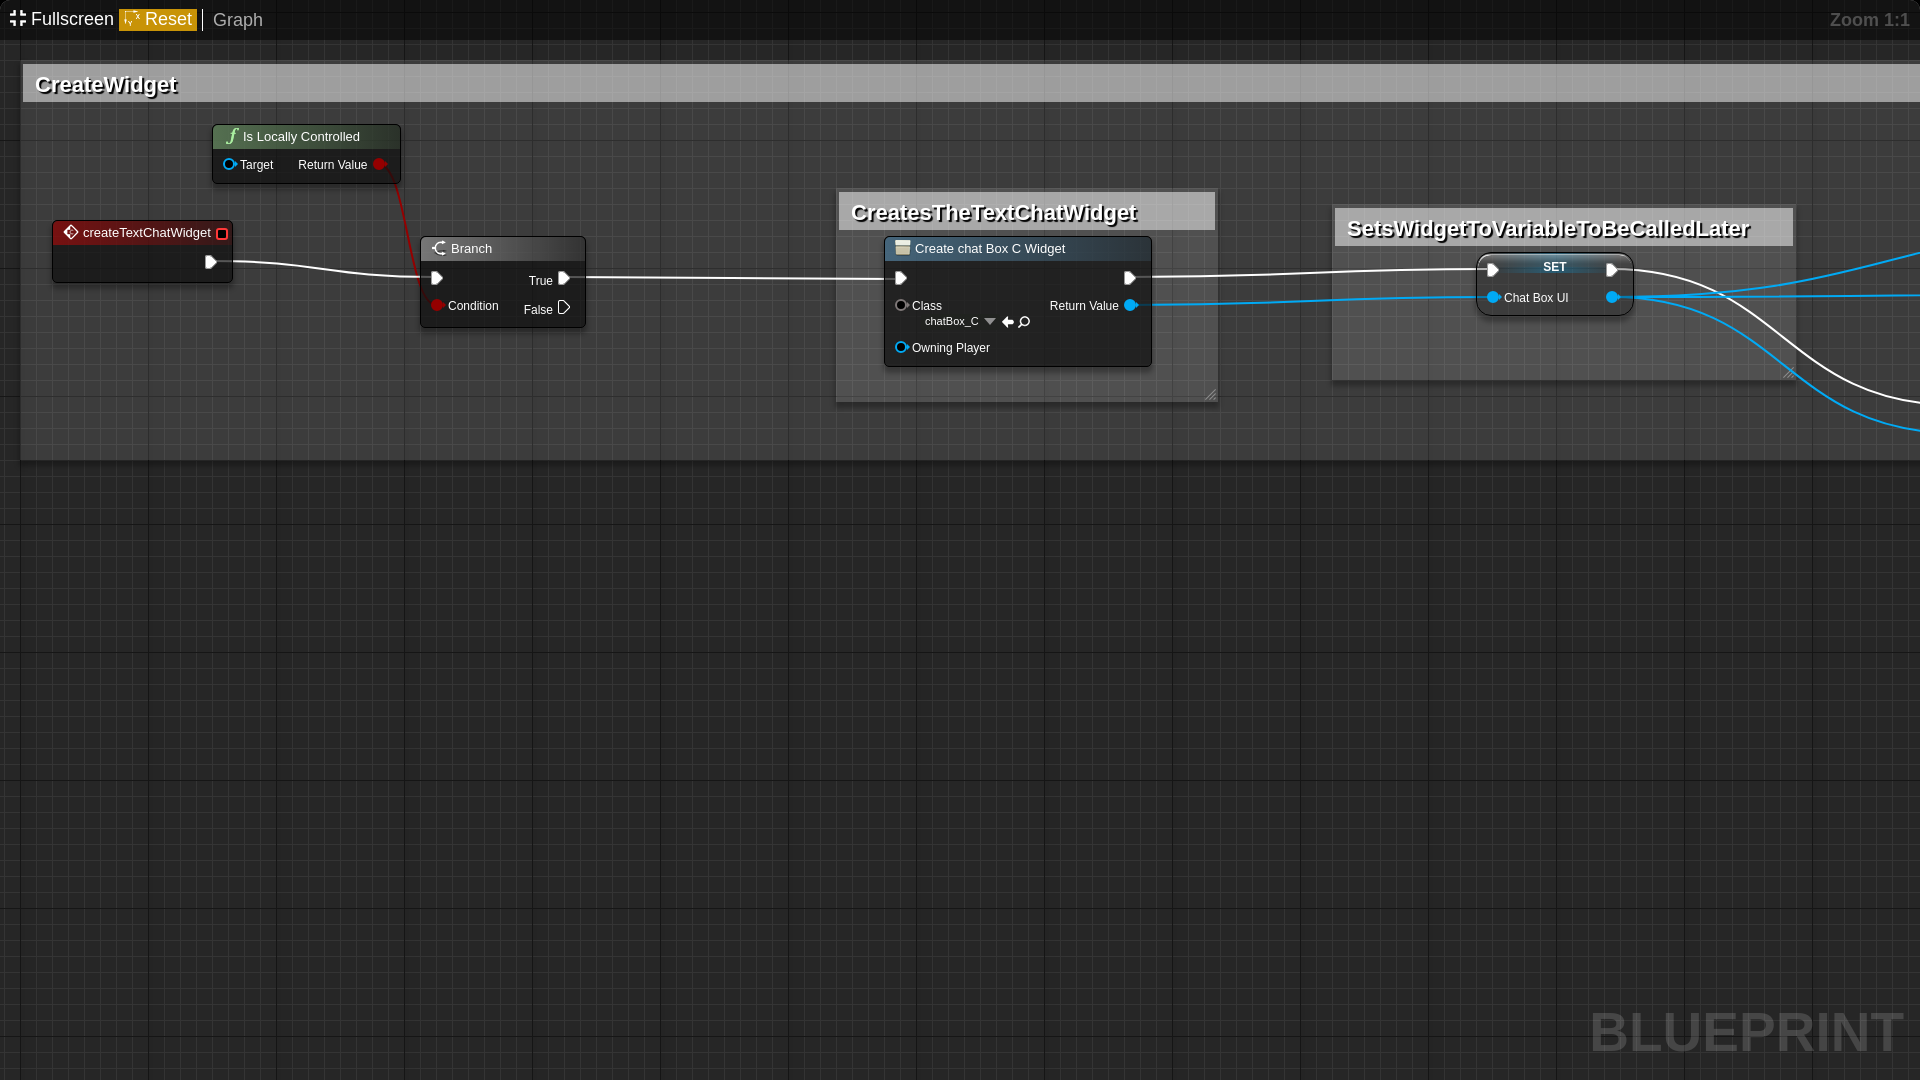 Fullscreen Reset Graph
Zoom 1:1
CreateWidget
Is Locally Controlled
Target Return Value
createTextChatWidget
Branch
True
Condition
False
CreatesTheTextChatWidget
Create chat Box C Widget
Class
Return Value
chatBox_C
Owning Player
SetsWidgetToVariableToBeCalledLater
SET
Chat Box UI
BLUEPRINT